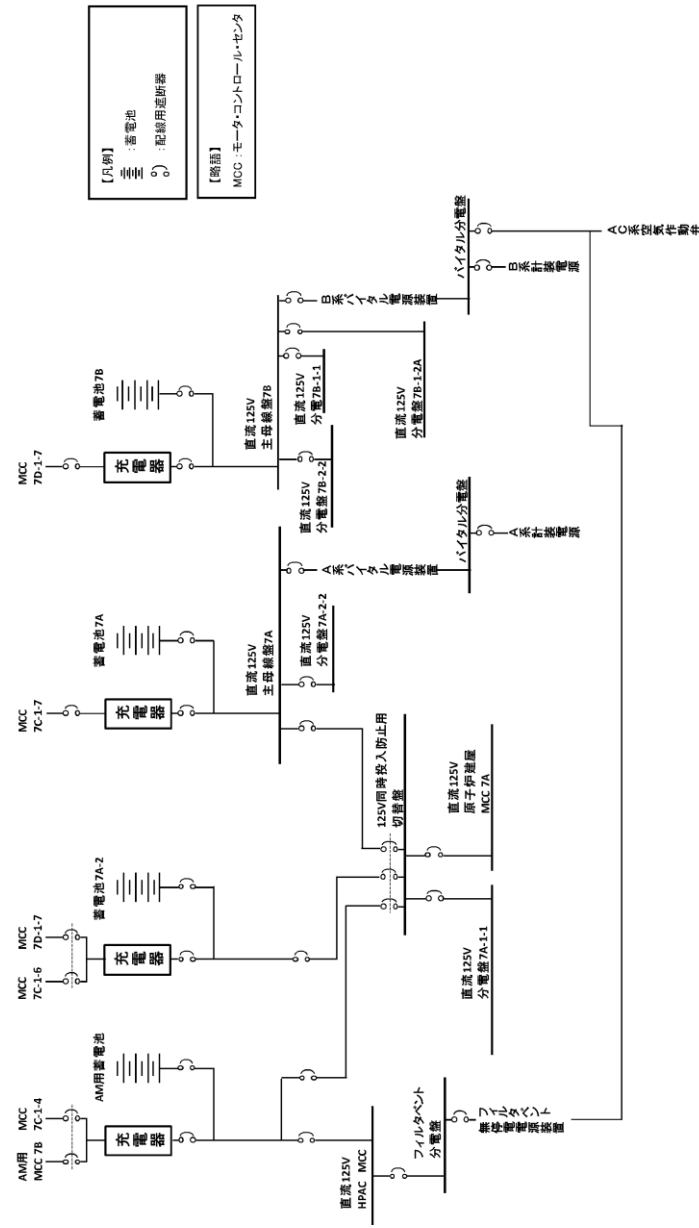 【凡例】
：蓄電池
：配線用遮断器
【略語】
MCC ：モータ・コントロール・センタ
AM用
MCC 7B
MCC
7C-1-4
充電器
AM用蓄電池
直流125V
HPAC MCC
フィルタベント
分電盤
フィルタベント
無停電電源装置
MCC
7C-1-6
MCC
7D-1-7
充電器
蓄電池7A-2
125V同時投入防止用
切替盤
直流125V
分電盤7A-1-1
直流125V
原子炉建屋
MCC 7A
MCC
7C-1-7
充電器
蓄電池7A
直流125V
主母線盤7A
直流125V
分電盤7A-2-2
A系バイタル電源装置
バイタル分電盤
A系計装電源
MCC
7D-1-7
充電器
蓄電池7B
直流125V
主母線盤7B
直流125V
分電盤7B-2-2
直流125V
分電7B-1-1
直流125V
分電盤7B-1-2A
B系バイタル電源装置
バイタル分電盤
B系計装電源
AC系空気作動弁